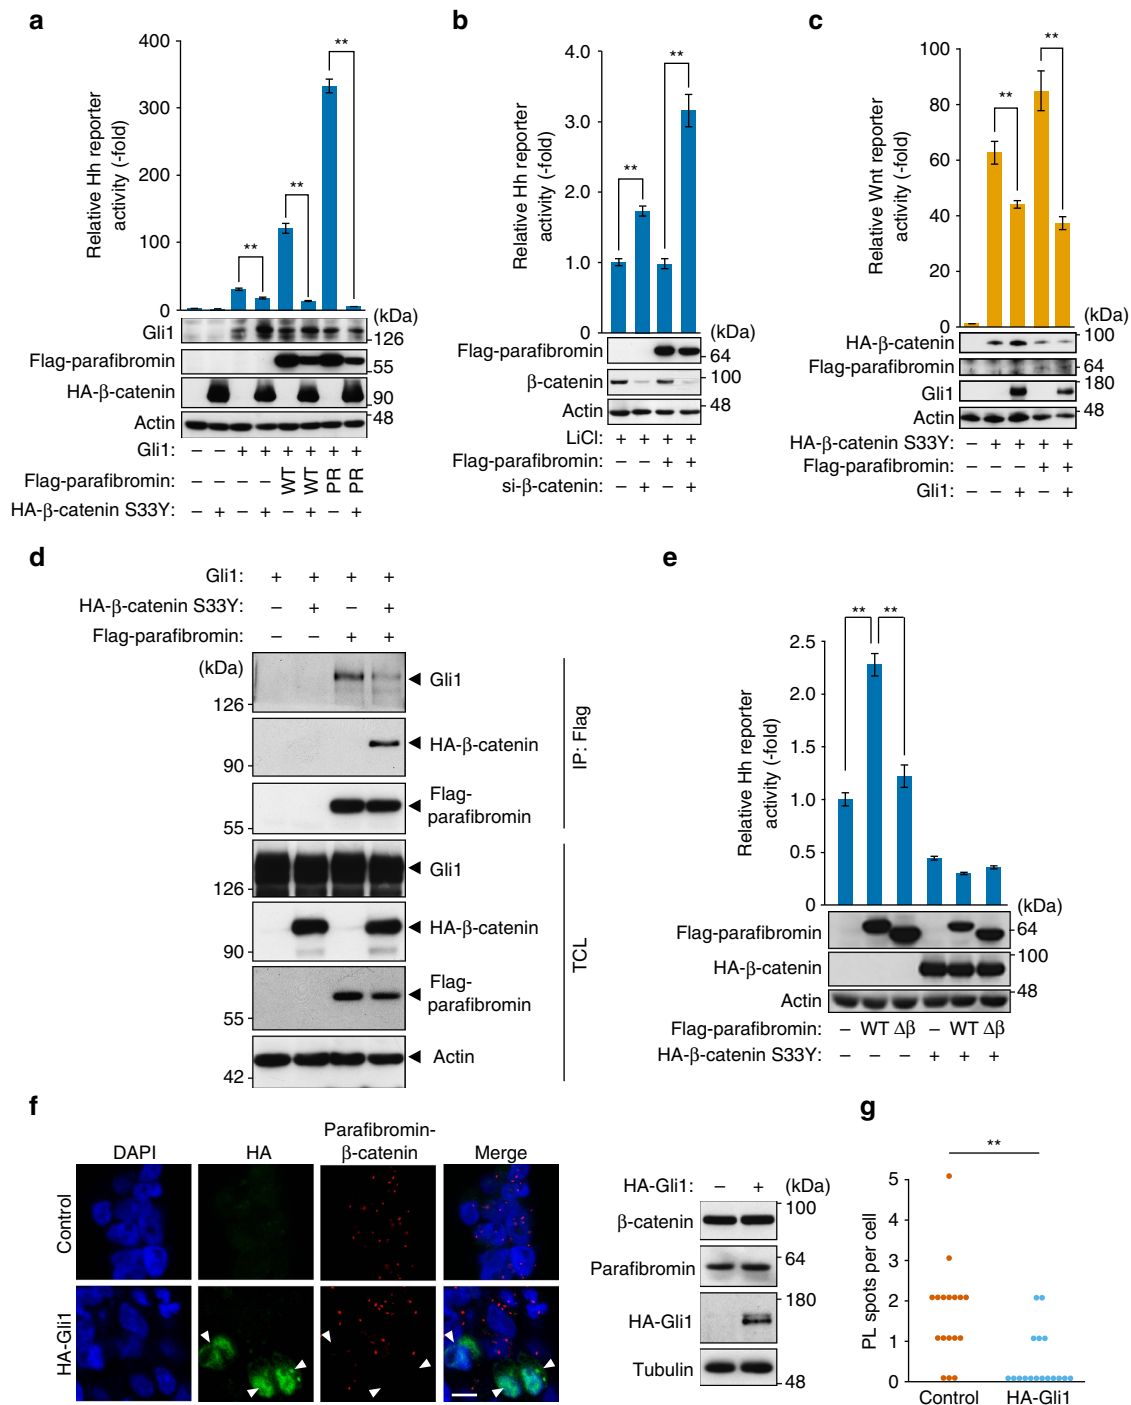 a
Relative Hh reporter
activity (-fold)
400
300
200
100
0
**
**
**
(kDa)
Gli1
126
Flag-parafibromin
55
HA-β-catenin
90
Actin
48
Gli1: – – + + + + + +
Flag-parafibromin: – – – – WT WT PR PR
HA-β-catenin S33Y: – + – + – + – +
b
Relative Hh reporter
activity (-fold)
4.0
3.0
2.0
1.0
0
**
**
(kDa)
Flag-parafibromin
64
β-catenin
100
Actin
48
LiCl: + + + +
Flag-parafibromin: – – + +
si-β-catenin: – + – +
c
Relative Wnt reporter
activity (-fold)
100
80
60
40
20
0
**
**
(kDa)
HA-β-catenin
100
Flag-parafibromin
64
Gli1
180
Actin
48
HA-β-catenin S33Y: – + + + +
Flag-parafibromin: – – – + +
Gli1: – – + – +
d
Gli1: + + + +
HA-β-catenin S33Y: – + – +
Flag-parafibromin: – – + +
(kDa)
Gli1
126
HA-β-catenin
90
Flag-
parafibromin
55
IP: Flag
Gli1
126
HA-β-catenin
90
Flag-
parafibromin
55
Actin
42
TCL
e
Relative Hh reporter
activity (-fold)
2.5
2.0
1.5
1.0
0.5
0
** **
(kDa)
Flag-parafibromin
64
HA-β-catenin
100
Actin
48
Flag-parafibromin: – WT Δβ – WT Δβ
HA-β-catenin S33Y: – – – + + +
f
DAPI HA Parafibromin-
β-catenin Merge
Control
HA-Gli1
HA-Gli1: – + (kDa)
β-catenin
100
Parafibromin
64
HA-Gli1
180
Tubulin
48
g
**
PL spots per cell
5
4
3
2
1
0
Control HA-Gli1